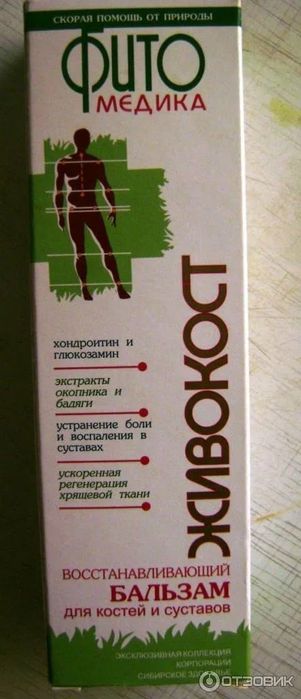 СКОРАЯ ПОМОЩЬ ОТ ПРИРОДЫ
Фито
МЕДИКА
хондроитин и
глюкозамин
экстракты
окопника и
бадяги
устранение боли
и воспаления в
суставах
ускоренная
регенерация
хрящевой ткани
ЖИВОКОСТ
ВОССТАНАВЛИВАЮЩИЙ
БАЛЬЗАМ
для костей и суставов
ЭКСКЛЮЗИВНАЯ КОЛЛЕКЦИЯ
КОРПОРАЦИИ
СИБИРСКОЕ ЗДОРОВЬЕ
ОТЗОВИК